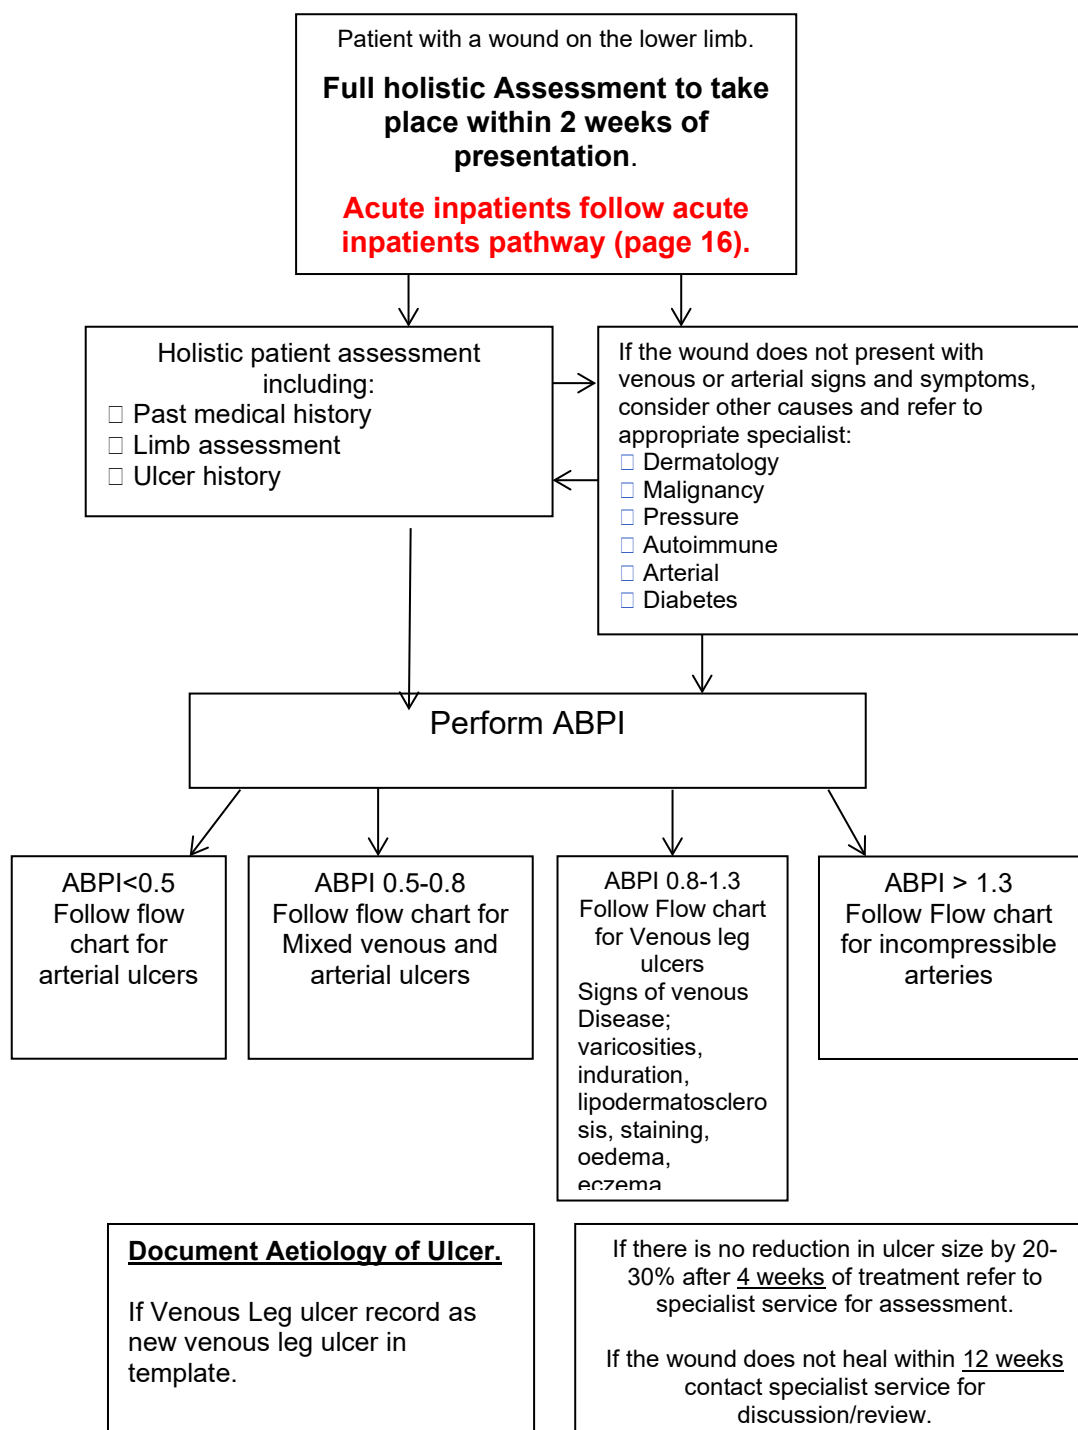 Patient with a wound on the lower limb.
Full holistic Assessment to take
place within 2 weeks of
presentation.
Acute inpatients follow acute
inpatients pathway (page 16).
Holistic patient assessment
including:
□ Past medical history
□ Limb assessment
□ Ulcer history
If the wound does not present with
venous or arterial signs and symptoms,
consider other causes and refer to
appropriate specialist:
□ Dermatology
□ Malignancy
□ Pressure
□ Autoimmune
□ Arterial
□ Diabetes
Perform ABPI
ABPI<0.5
Follow flow
chart for
arterial ulcers
ABPI 0.5-0.8
Follow flow chart for
Mixed venous and
arterial ulcers
ABPI 0.8-1.3
Follow Flow chart
for Venous leg
ulcers
Signs of venous
Disease;
varicosities,
induration,
lipodermatosclero
sis, staining,
oedema,
eczema
ABPI > 1.3
Follow Flow chart
for incompressible
arteries
Document Aetiology of Ulcer.
If Venous Leg ulcer record as
new venous leg ulcer in
template.
If there is no reduction in ulcer size by 20-
30% after 4 weeks of treatment refer to
specialist service for assessment.
If the wound does not heal within 12 weeks
contact specialist service for
discussion/review.